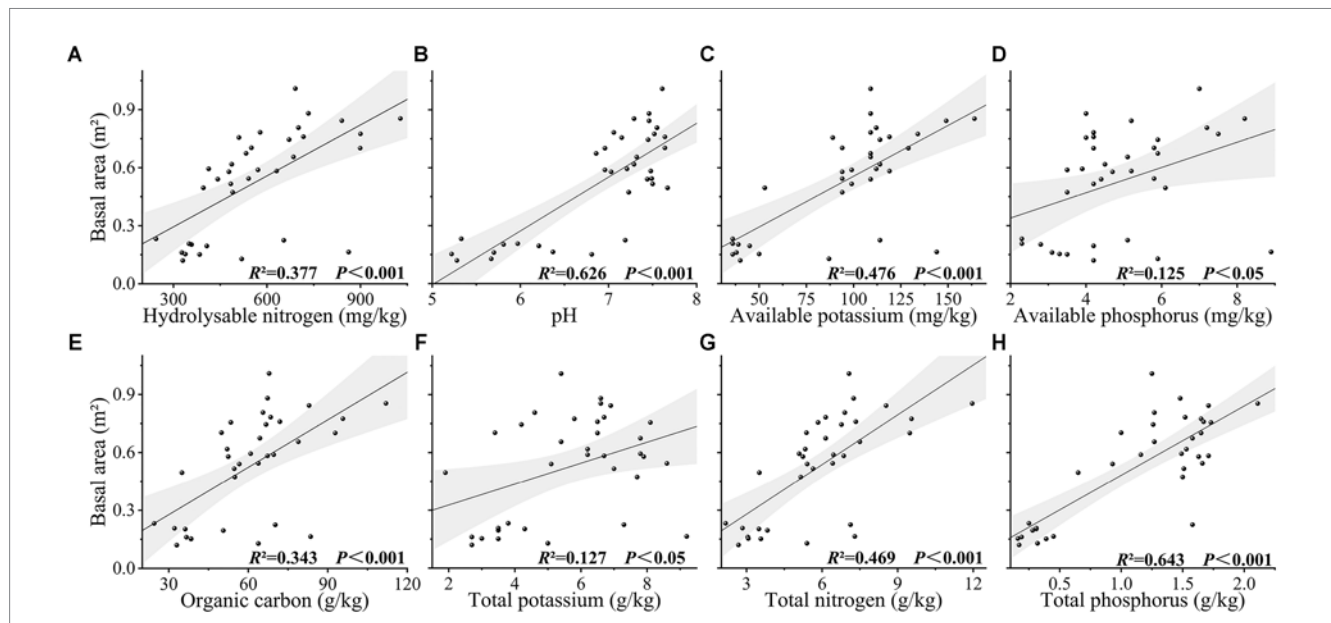 A B C D
Basal area (m²)
0.9
0.6
0.3
0.0
R²=0.377 P<0.001 R²=0.626 P<0.001 R²=0.476 P<0.001 R²=0.125 P<0.05
300 600 900 5 6 7 8 50 75 100 125 150 2 4 6 8
Hydrolysable nitrogen (mg/kg) pH Available potassium (mg/kg) Available phosphorus (mg/kg)
E F G H
Basal area (m²)
0.9
0.6
0.3
0.0
R²=0.343 P<0.001 R²=0.127 P<0.05 R²=0.469 P<0.001 R²=0.643 P<0.001
30 60 90 120 2 4 6 8 3 6 9 12 0.5 1.0 1.5 2.0
Organic carbon (g/kg) Total potassium (g/kg) Total nitrogen (g/kg) Total phosphorus (g/kg)